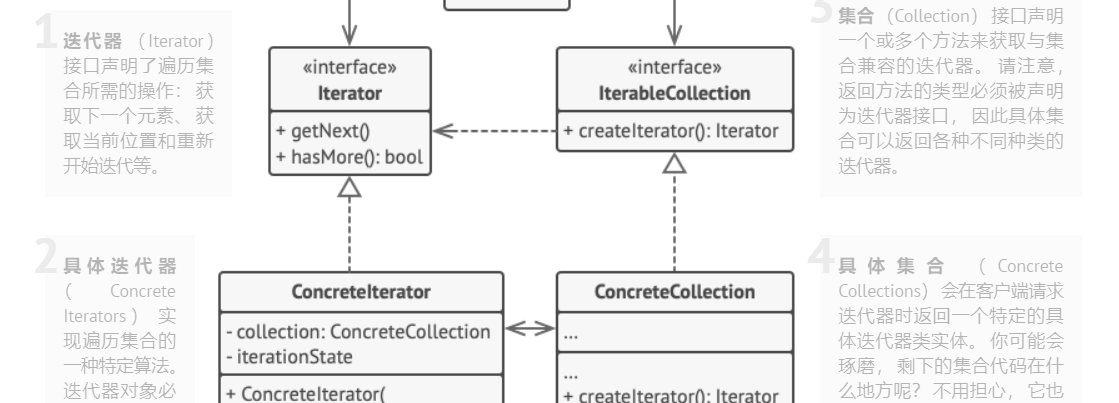 1
迭代器 （Iterator）
接口声明了遍历集
合所需的操作： 获
取下一个元素、 获
取当前位置和重新
开始迭代等。
«interface»
Iterator
+ getNext()
+ hasMore(): bool
«interface»
IterableCollection
+ createIterator(): Iterator
3
集合 （Collection） 接口声明
一个或多个方法来获取与集
合兼容的迭代器。 请注意，
返回方法的类型必须被声明
为迭代器接口， 因此具体集
合可以返回各种不同种类的
迭代器。
2
具体迭代器
（Concrete
Iterators） 实
现遍历集合的
一种特定算法。
迭代器对象必
ConcreteIterator
- collection: ConcreteCollection
- iterationState
+ ConcreteIterator(
ConcreteCollection
...
...
+ createIterator(): Iterator
4
具体集合 （Concrete
Collections） 会在客户端请求
迭代器时返回一个特定的具
体迭代器类实体。 你可能会
琢磨， 剩下的集合代码在什
么地方呢？ 不用担心， 它也